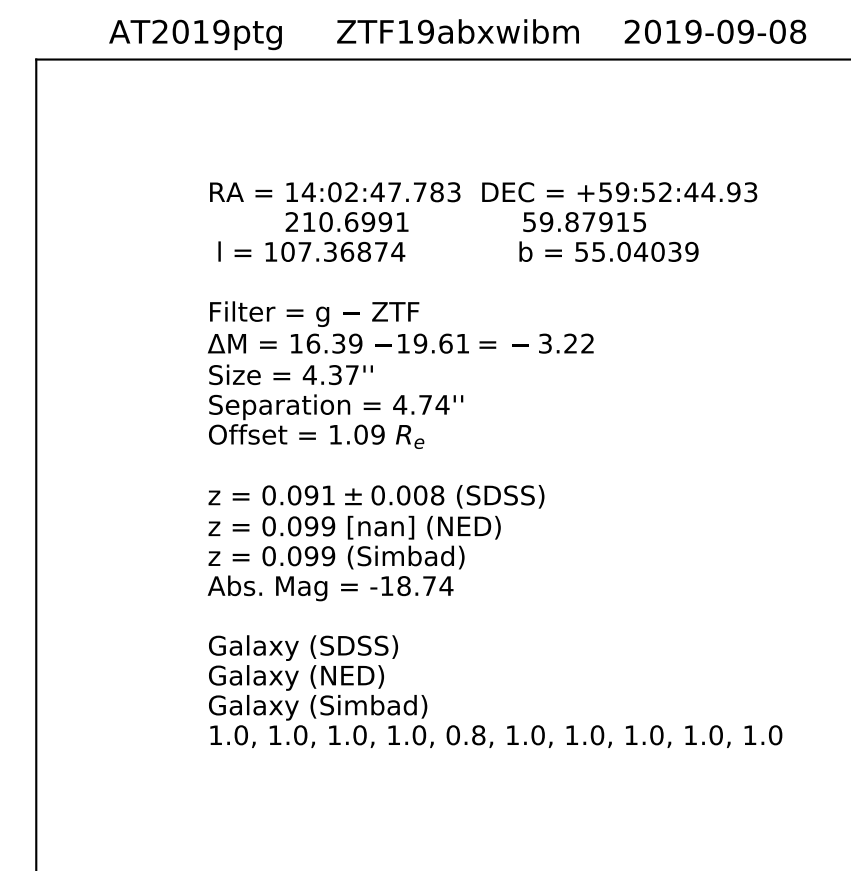 AT2019ptg ZTF19abxwibm 2019-09-08
RA = 14:02:47.783 DEC = +59:52:44.93
210.6991 59.87915
l = 107.36874 b = 55.04039
Filter = g − ZTF
ΔM = 16.39 −19.61 = − 3.22
Size = 4.37''
Separation = 4.74''
Offset = 1.09 Rₑ
z = 0.091 ± 0.008 (SDSS)
z = 0.099 [nan] (NED)
z = 0.099 (Simbad)
Abs. Mag = -18.74
Galaxy (SDSS)
Galaxy (NED)
Galaxy (Simbad)
1.0, 1.0, 1.0, 1.0, 0.8, 1.0, 1.0, 1.0, 1.0, 1.0